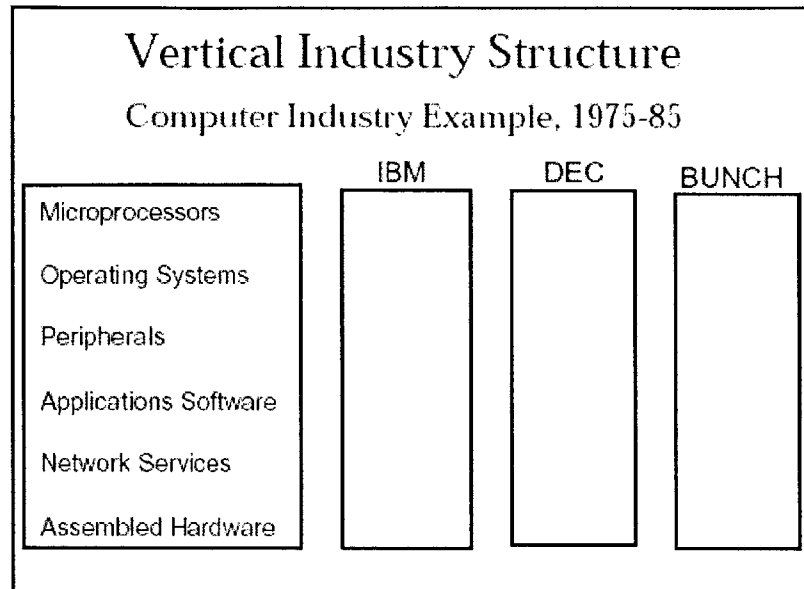 Vertical Industry Structure
Computer Industry Example, 1975-85
IBM DEC BUNCH
Microprocessors
Operating Systems
Peripherals
Applications Software
Network Services
Assembled Hardware